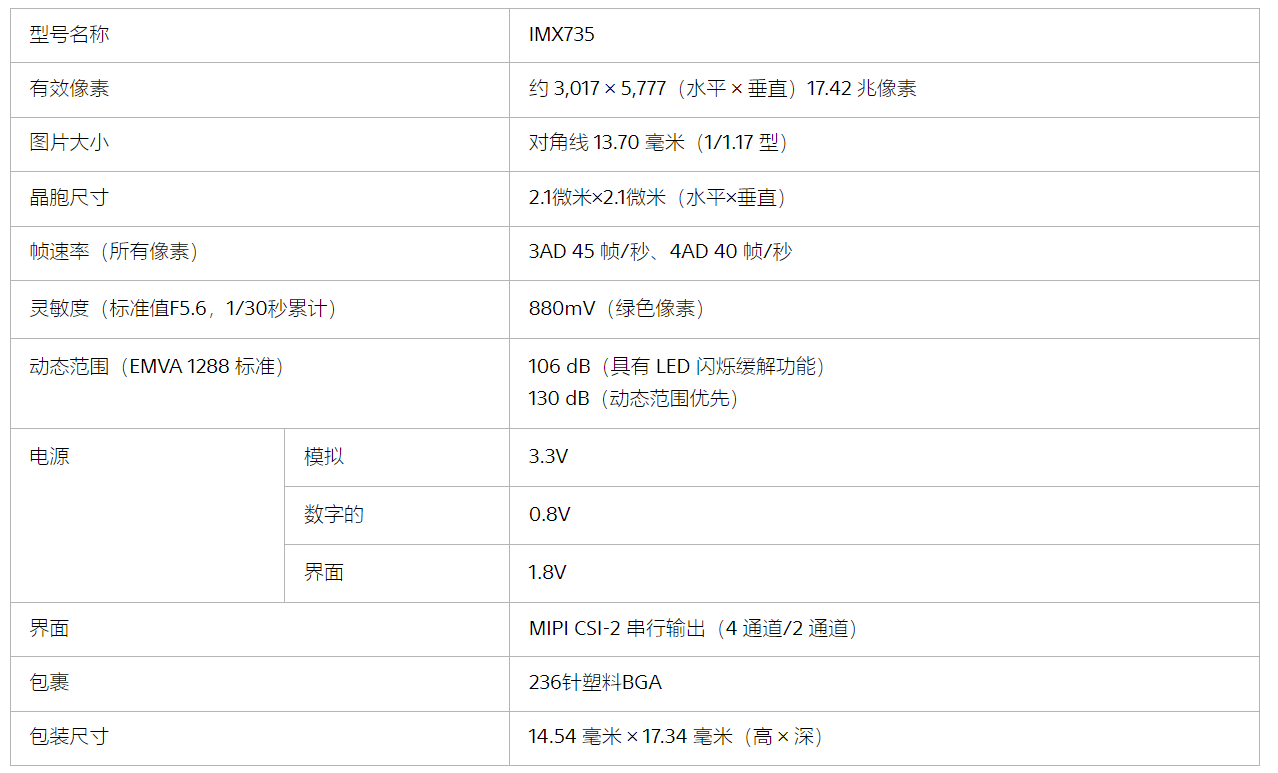 型号名称
IMX735
有效像素
约 3,017 × 5,777（水平 × 垂直）17.42 兆像素
图片大小
对角线 13.70 毫米（1/1.17 型）
晶胞尺寸
2.1微米×2.1微米（水平×垂直）
帧速率（所有像素）
3AD 45 帧/秒、4AD 40 帧/秒
灵敏度（标准值F5.6，1/30秒累计）
880mV（绿色像素）
动态范围（EMVA 1288 标准）
106 dB（具有 LED 闪烁缓解功能）
130 dB（动态范围优先）
电源
模拟
3.3V
数字的
0.8V
界面
1.8V
界面
MIPI CSI-2 串行输出（4 通道/2 通道）
包裹
236针塑料BGA
包装尺寸
14.54 毫米 × 17.34 毫米（高 × 深）